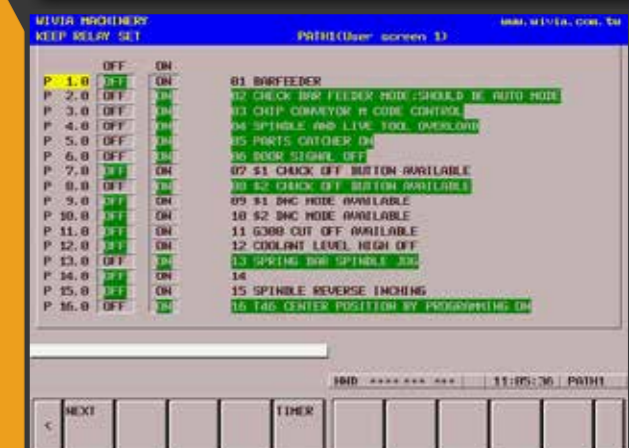 WIVIA MACHINERY www.wivia.com.tw
KEEP RELAY SET PATH1(User screen 1)
OFF ON
P 1.0 OFF ON 01 BARFEEDER
P 2.0 OFF ON 02 CHECK BAR FEEDER MODE:SHOULD BE AUTO MODE
P 3.0 OFF ON 03 CHIP CONVEYOR M CODE CONTROL
P 4.0 OFF ON 04 SPINDLE AND LIVE TOOL OVERLOAD
P 5.0 OFF ON 05 PARTS CATCHER ON
P 6.0 OFF ON 06 DOOR SIGNAL OFF
P 7.0 OFF ON 07 $1 CHUCK OFF BUTTON AVAILABLE
P 8.0 OFF ON 08 $2 CHUCK OFF BUTTON AVAILABLE
P 9.0 OFF ON 09 $1 DNC MODE AVAILABLE
P 10.0 OFF ON 10 $2 DNC MODE AVAILABLE
P 11.0 OFF ON 11 G300 CUT OFF AVAILABLE
P 12.0 OFF ON 12 COOLANT LEVEL HIGH OFF
P 13.0 OFF ON 13 SPRING BAR SPINDLE JOG
P 14.0 OFF ON 14
P 15.0 OFF ON 15 SPINDLE REVERSE INCHING
P 16.0 OFF ON 16 T46 CENTER POSITION BY PROGRAMMING ON
HND **** *** *** 11:05:36 PATH1
< NEXT TIMER